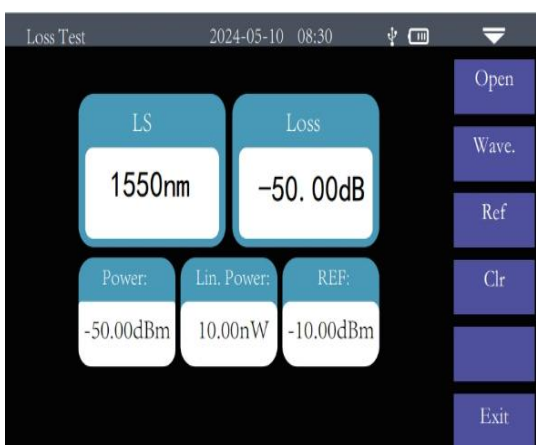 Loss Test 2024-05-10 08:30
Open
LS Loss
Wave.
1550nm -50.00dB
Ref
Power: Lin. Power: REF:
Clr
-50.00dBm 10.00nW -10.00dBm
Exit